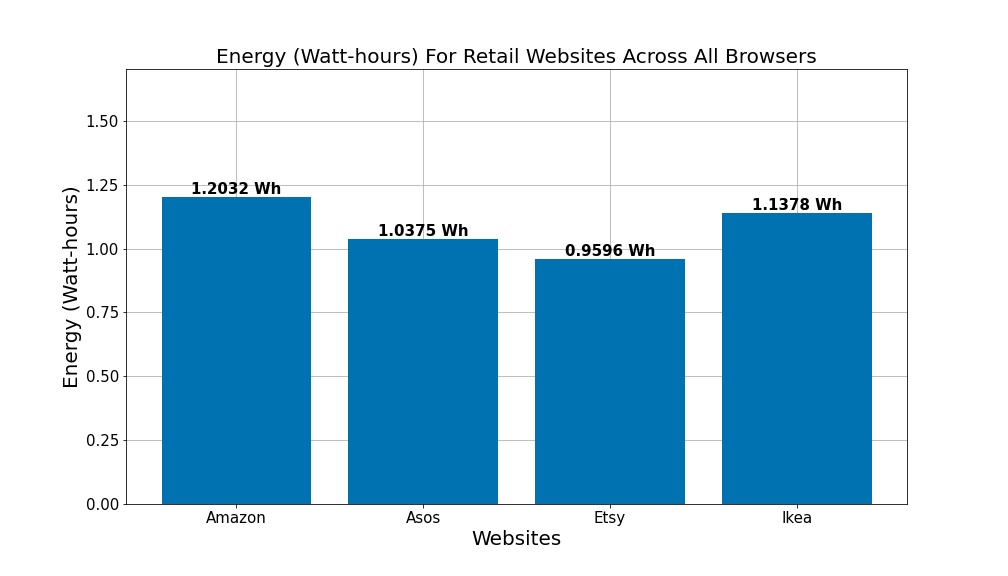 Energy (Watt-hours) For Retail Websites Across All Browsers
Energy (Watt-hours)
1.50
1.25
1.00
0.75
0.50
0.25
0.00
1.2032 Wh
1.0375 Wh
0.9596 Wh
1.1378 Wh
Amazon
Asos
Etsy
Ikea
Websites